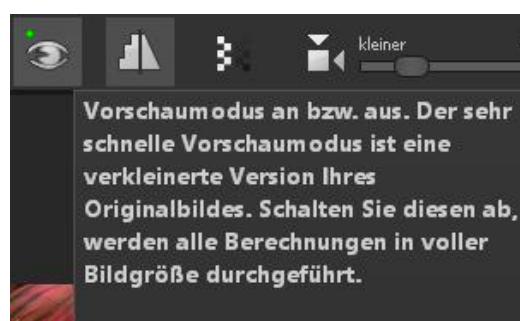 kleiner
Vorschaumodus an bzw. aus. Der sehr
schnelle Vorschaumodus ist eine
verkleinerte Version Ihres
Originalbildes. Schalten Sie diesen ab,
werden alle Berechnungen in voller
Bildgröße durchgeführt.